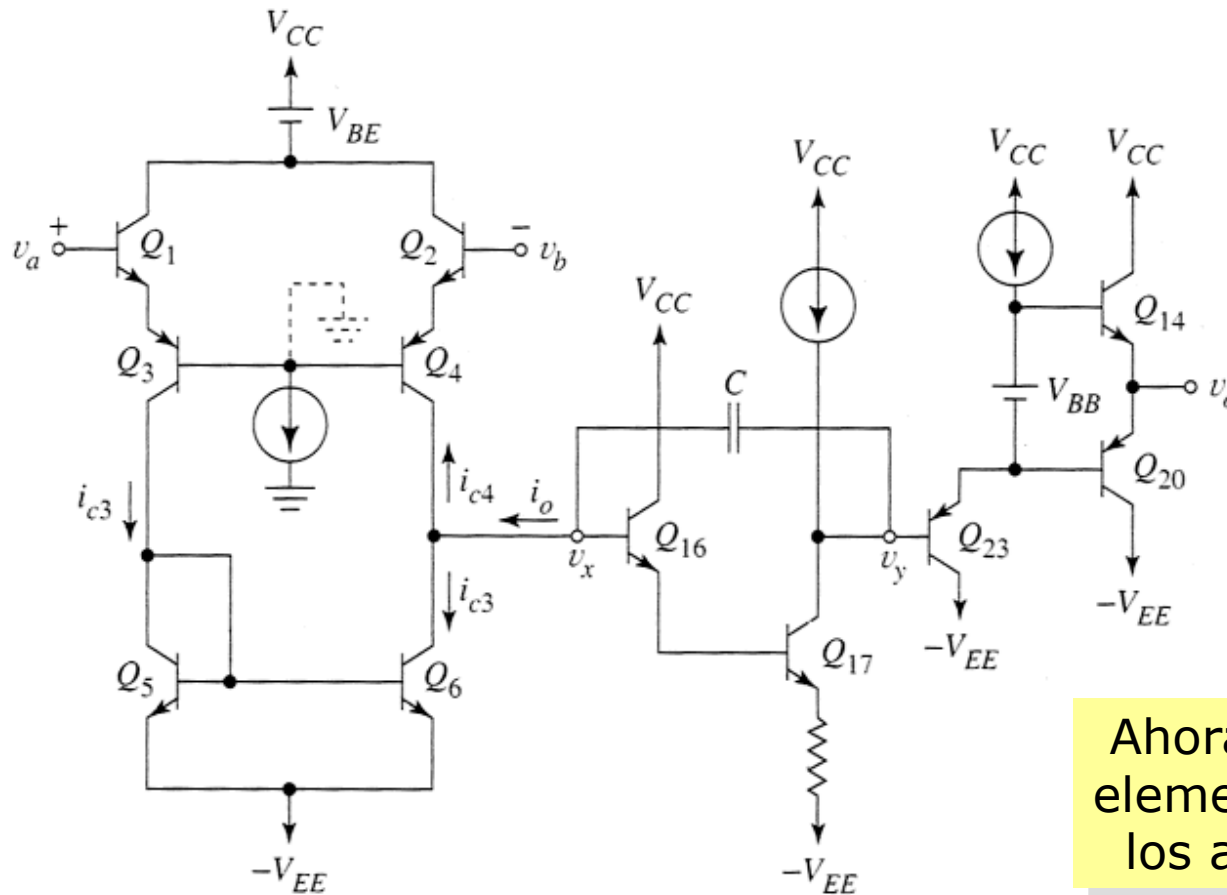 V_CC
V_BE
+
v_a
Q_1
Q_2
−
v_b
Q_3
Q_4
i_c3
i_c4
i_o
i_c3
Q_5
Q_6
−V_EE
V_CC
v_x
Q_16
C
V_CC
v_y
Q_17
−V_EE
Q_23
−V_EE
V_CC
V_CC
Q_14
V_BB
Q_20
−V_EE
Ahora
eleme
los a